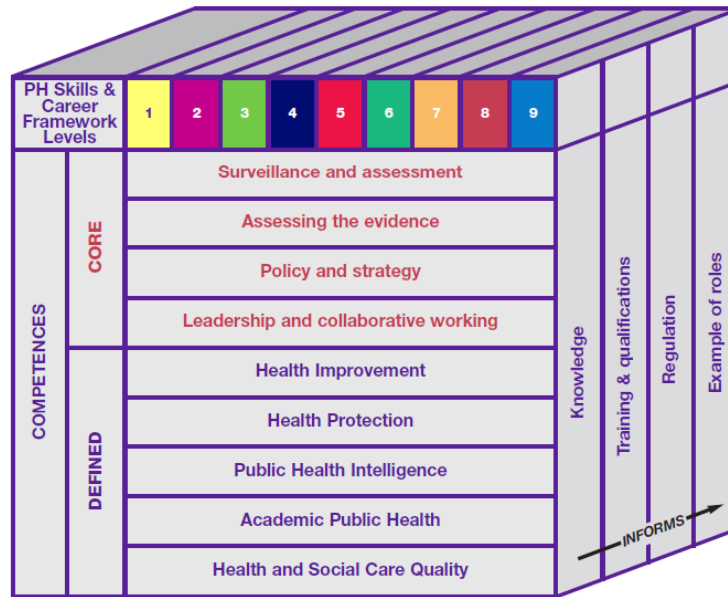 PH Skills &
Career
Framework
Levels
1 2 3 4 5 6 7 8 9
COMPETENCES
CORE
Surveillance and assessment
Assessing the evidence
Policy and strategy
Leadership and collaborative working
DEFINED
Health Improvement
Health Protection
Public Health Intelligence
Academic Public Health
Health and Social Care Quality
Knowledge
Training & qualifications
Regulation
Example of roles
INFORMS